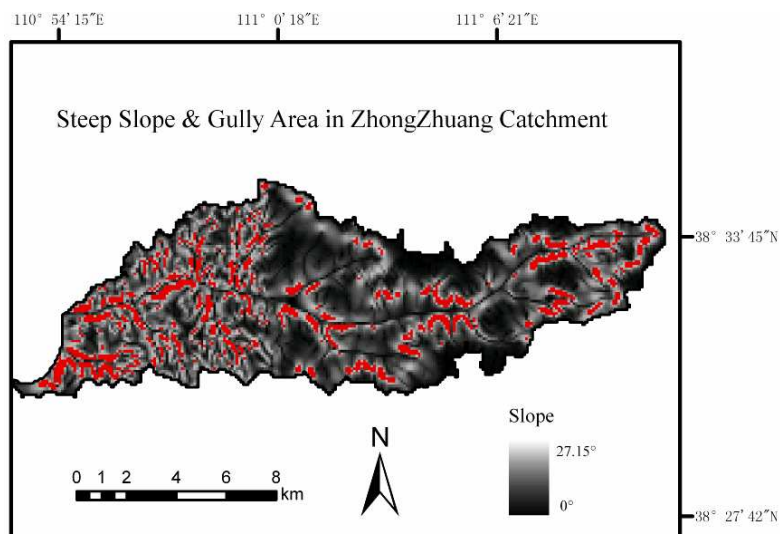 110° 54'15"E 111° 0'18"E 111° 6'21"E
Steep Slope & Gully Area in ZhongZhuang Catchment
38° 33'45"N
Slope
27.15°
0°
N
0 1 2 4 6 8
km
38° 27'42"N